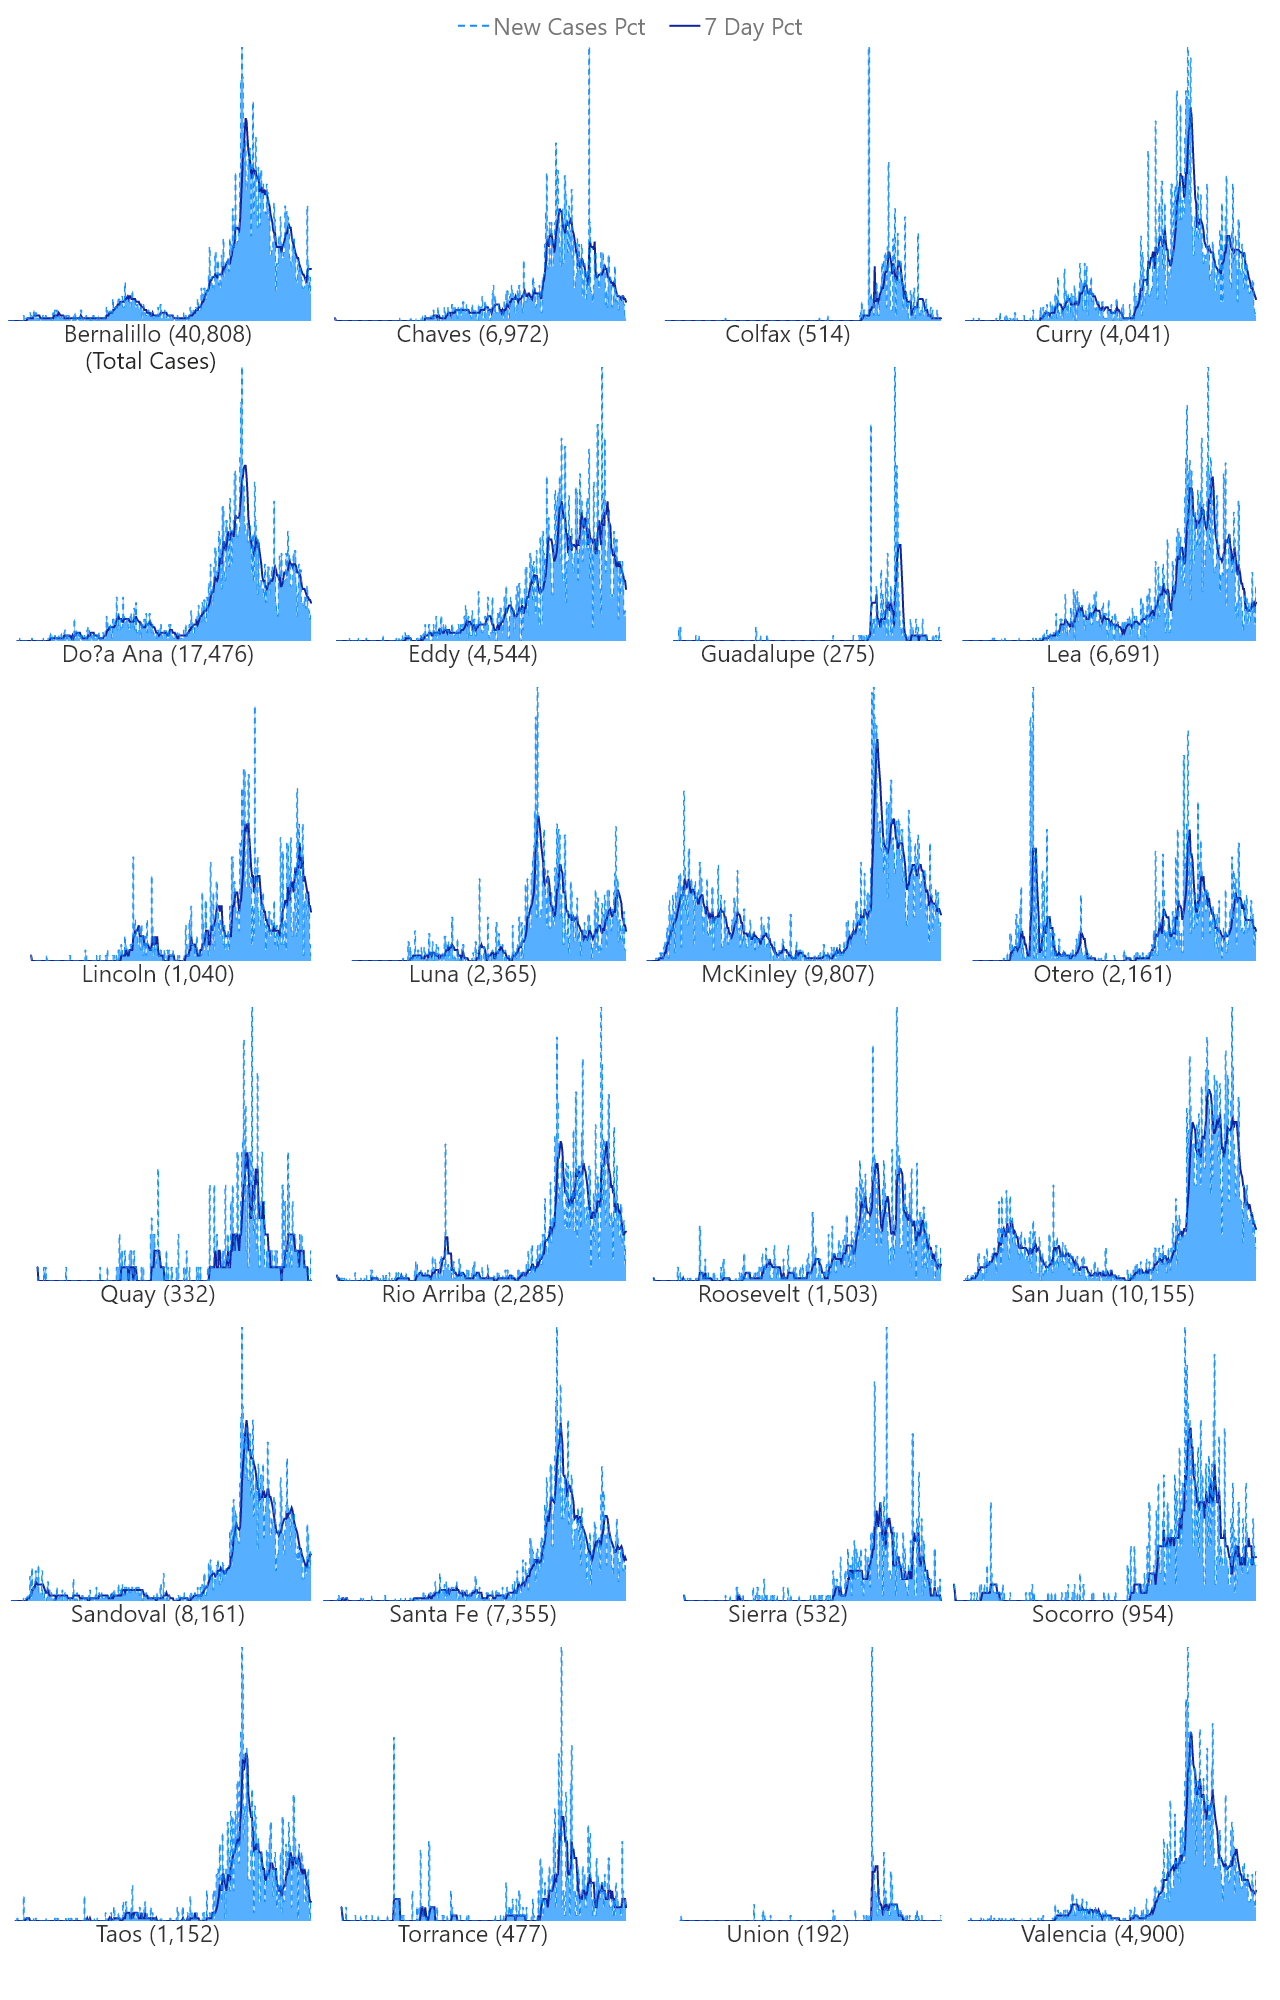 New Cases Pct 7 Day Pct
Bernalillo (40,808) Chaves (6,972) Colfax (514) Curry (4,041)
(Total Cases)
Do?a Ana (17,476) Eddy (4,544) Guadalupe (275) Lea (6,691)
Lincoln (1,040) Luna (2,365) McKinley (9,807) Otero (2,161)
Quay (332) Rio Arriba (2,285) Roosevelt (1,503) San Juan (10,155)
Sandoval (8,161) Santa Fe (7,355) Sierra (532) Socorro (954)
Taos (1,152) Torrance (477) Union (192) Valencia (4,900)